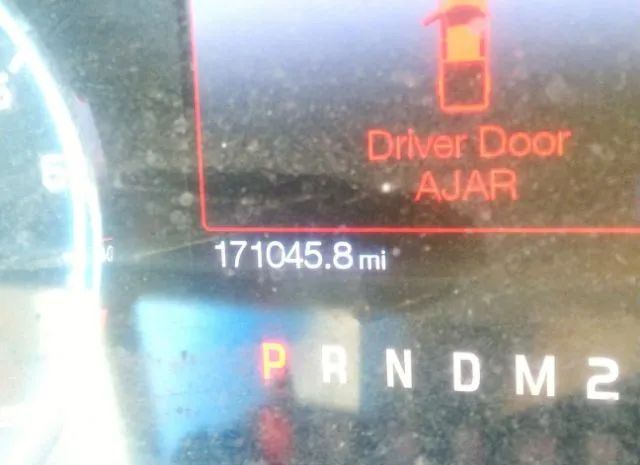 Driver Door
AJAR
171045.8 mi
P R N D M 2